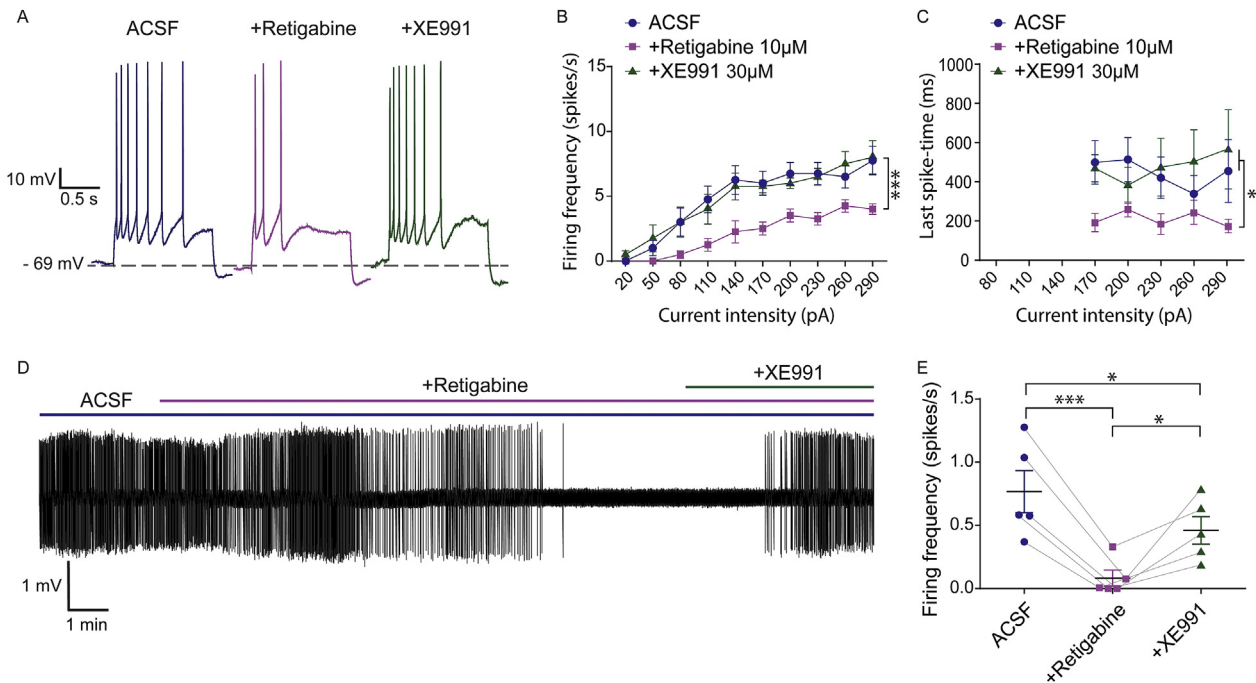 A
ACSF
+Retigabine
+XE991
10 mV
0.5 s
- 69 mV
B
ACSF
+Retigabine 10μM
+XE991 30μM
Firing frequency (spikes/s)
15
10
5
0
20 50 80 110 140 170 200 230 260 290
Current intensity (pA)
***
C
ACSF
+Retigabine 10μM
+XE991 30μM
Last spike-time (ms)
1000
800
600
400
200
0
80 110 140 170 200 230 260 290
Current intensity (pA)
*
D
ACSF
+Retigabine
+XE991
1 mV
1 min
E
Firing frequency (spikes/s)
1.5
1.0
0.5
0.0
*
***
*
ACSF
+Retigabine
+XE991